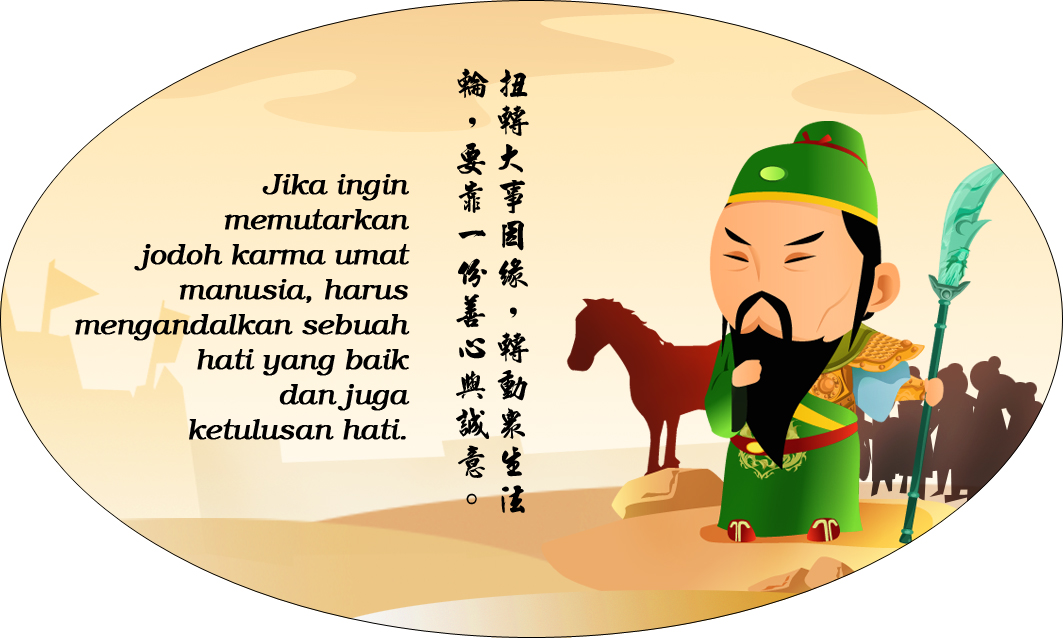 扭轉大事因緣，轉動眾生法
輪，要靠一份善心與誠意。
Jika ingin
memutarkan
jodoh karma umat
manusia, harus
mengandalkan sebuah
hati yang baik
dan juga
ketulusan hati.